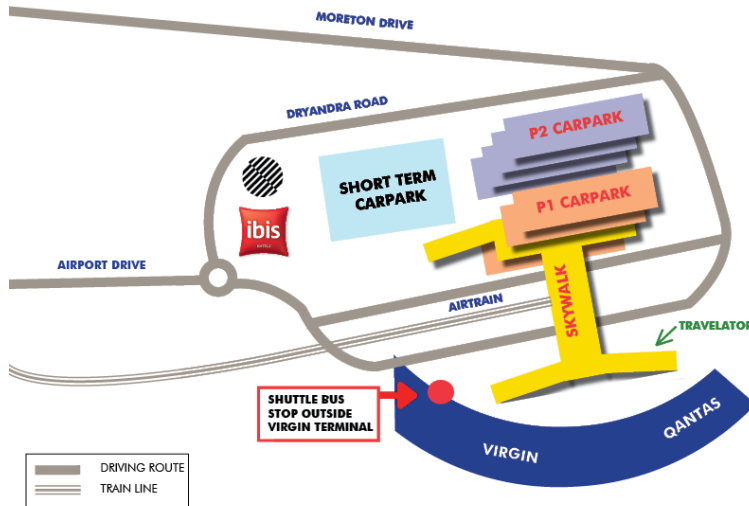 MORETON DRIVE
DRYANDRA ROAD
P2 CARPARK
SHORT TERM
CARPARK
P1 CARPARK
ibis
HOTELS
AIRPORT DRIVE
AIRTRAIN
SKYWALK
TRAVELATOR
SHUTTLE BUS
STOP OUTSIDE
VIRGIN TERMINAL
VIRGIN
QANTAS
DRIVING ROUTE
TRAIN LINE